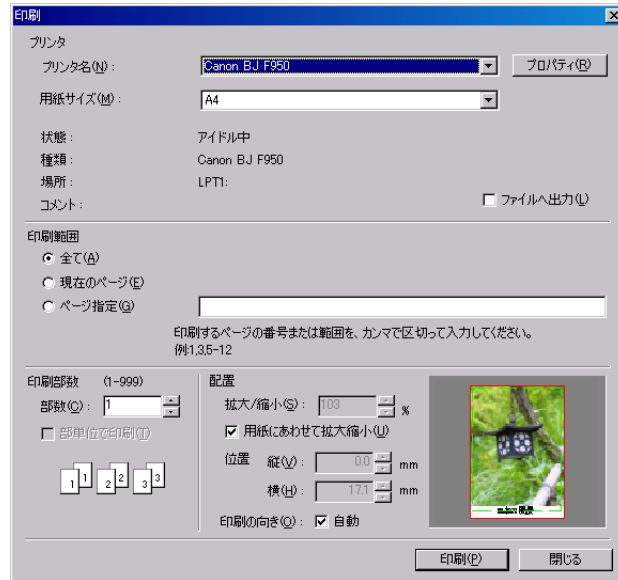 印刷
プリンタ
プリンタ名(N)： Canon BJ F950 プロパティ(R)
用紙サイズ(M)： A4
状態： アイドル中
種類： Canon BJ F950
場所： LPT1:
コメント： ファイルへ出力(L)
印刷範囲
全て(A)
現在のページ(E)
ページ指定(G)
印刷するページの番号または範囲を、カンマで区切って入力してください。
例:1,3,5-12
印刷部数 (1-999)
部数(C)： 1
部単位で印刷(T)
1 1 2 2 3 3
配置
拡大/縮小(S)： 103 %
用紙にあわせて拡大縮小(U)
位置 縦(V)： 0.0 mm
横(H)： 17.1 mm
印刷の向き(O)： 自動
印刷(P) 閉じる